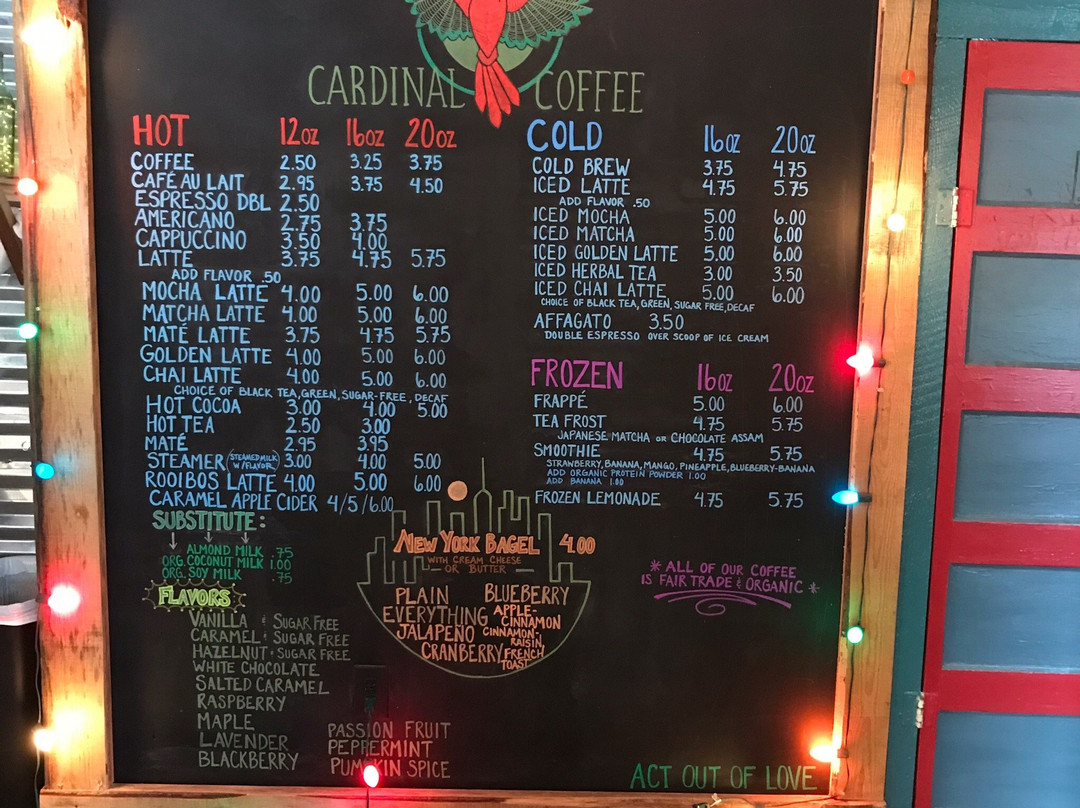 CARDINAL COFFEE
HOT 12oz 16oz 20oz
COFFEE 2.50 3.25 3.75
CAFÉ AU LAIT 2.95 3.75 4.50
ESPRESSO DBL 2.50
AMERICANO 2.75 3.75
CAPPUCCINO 3.50 4.00
LATTE 3.75 4.75 5.75
ADD FLAVOR .50
MOCHA LATTE 4.00 5.00 6.00
MATCHA LATTE 4.00 5.00 6.00
MATÉ LATTE 3.75 4.75 5.75
GOLDEN LATTE 4.00 5.00 6.00
CHAI LATTE 4.00 5.00 6.00
CHOICE OF BLACK TEA, GREEN, SUGAR-FREE, DECAF
HOT COCOA 3.00 4.00 5.00
HOT TEA 2.50 3.00
MATÉ 2.95 3.95
STEAMER (STEAMED MILK W/FLAVOR) 3.00 4.00 5.00
ROOIBOS LATTE 4.00 5.00 6.00
CARAMEL APPLE CIDER 4/5/6.00
SUBSTITUTE:
ALMOND MILK .75
ORG. COCONUT MILK 1.00
ORG. SOY MILK .75
FLAVORS
VANILLA & SUGAR FREE
CARAMEL & SUGAR FREE
HAZELNUT & SUGAR FREE
WHITE CHOCOLATE
SALTED CARAMEL
RASPBERRY
MAPLE
LAVENDER
BLACKBERRY
PASSION FRUIT
PEPPERMINT
PUMPKIN SPICE
NEW YORK BAGEL 4.00
WITH CREAM CHEESE
OR BUTTER
PLAIN
EVERYTHING
JALAPEÑO
CRANBERRY
BLUEBERRY
APPLE-
CINNAMON
CINNAMON-
RAISIN
FRENCH
TOAST
COLD 16oz 20oz
COLD BREW 3.75 4.75
ICED LATTE 4.75 5.75
ADD FLAVOR .50
ICED MOCHA 5.00 6.00
ICED MATCHA 5.00 6.00
ICED GOLDEN LATTE 5.00 6.00
ICED HERBAL TEA 3.00 3.50
ICED CHAI LATTE 5.00 6.00
CHOICE OF BLACK TEA, GREEN, SUGAR FREE, DECAF
AFFAGATO 3.50
DOUBLE ESPRESSO OVER SCOOP OF ICE CREAM
FROZEN 16oz 20oz
FRAPPÉ 5.00 6.00
TEA FROST 4.75 5.75
JAPANESE MATCHA OR CHOCOLATE ASSAM
SMOOTHIE 4.75 5.75
STRAWBERRY, BANANA, MANGO, PINEAPPLE, BLUEBERRY-BANANA
ADD ORGANIC PROTEIN POWDER 1.00
ADD BANANA 1.00
FROZEN LEMONADE 4.75 5.75
* ALL OF OUR COFFEE
IS FAIR TRADE & ORGANIC *
ACT OUT OF LOVE